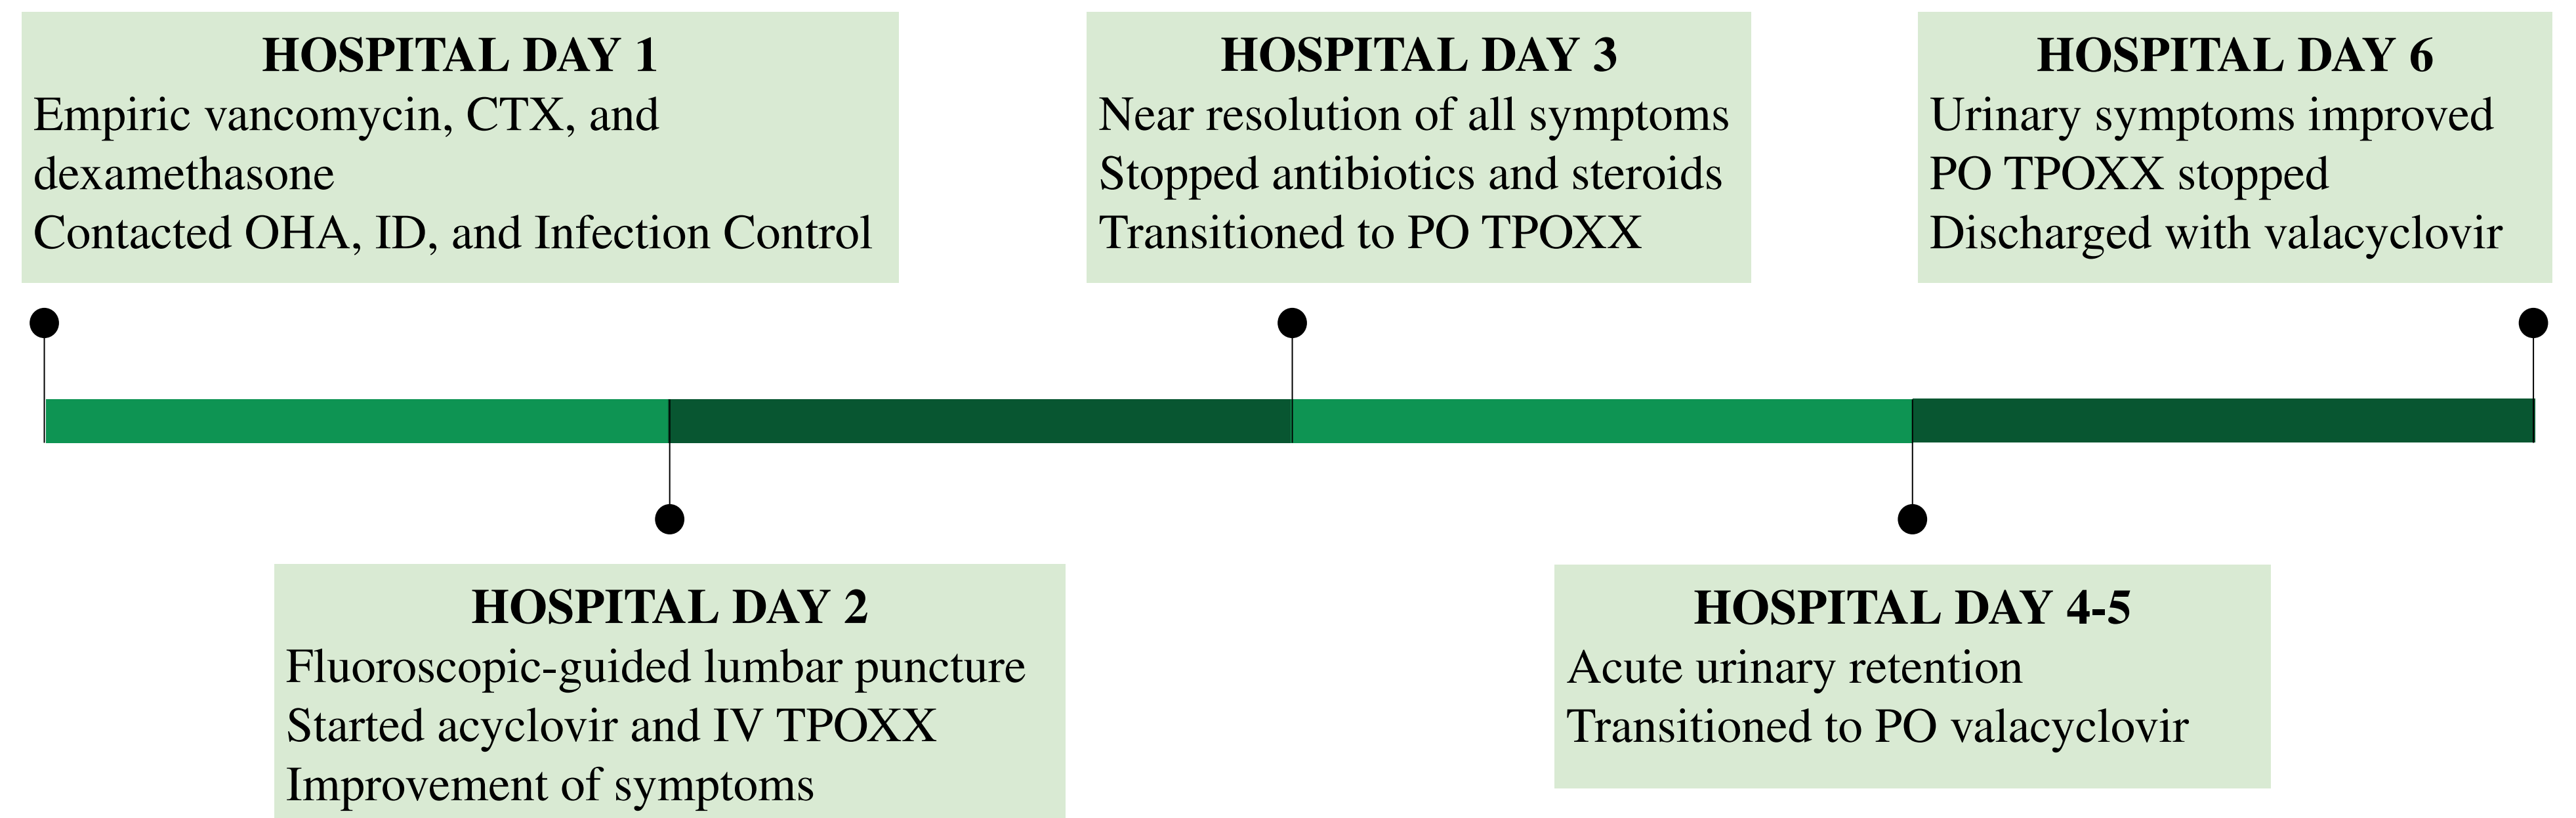 HOSPITAL DAY 1
Empiric vancomycin, CTX, and
dexamethasone
Contacted OHA, ID, and Infection Control
HOSPITAL DAY 2
Fluoroscopic-guided lumbar puncture
Started acyclovir and IV TPOXX
Improvement of symptoms
HOSPITAL DAY 3
Near resolution of all symptoms
Stopped antibiotics and steroids
Transitioned to PO TPOXX
HOSPITAL DAY 4-5
Acute urinary retention
Transitioned to PO valacyclovir
HOSPITAL DAY 6
Urinary symptoms improved
PO TPOXX stopped
Discharged with valacyclovir